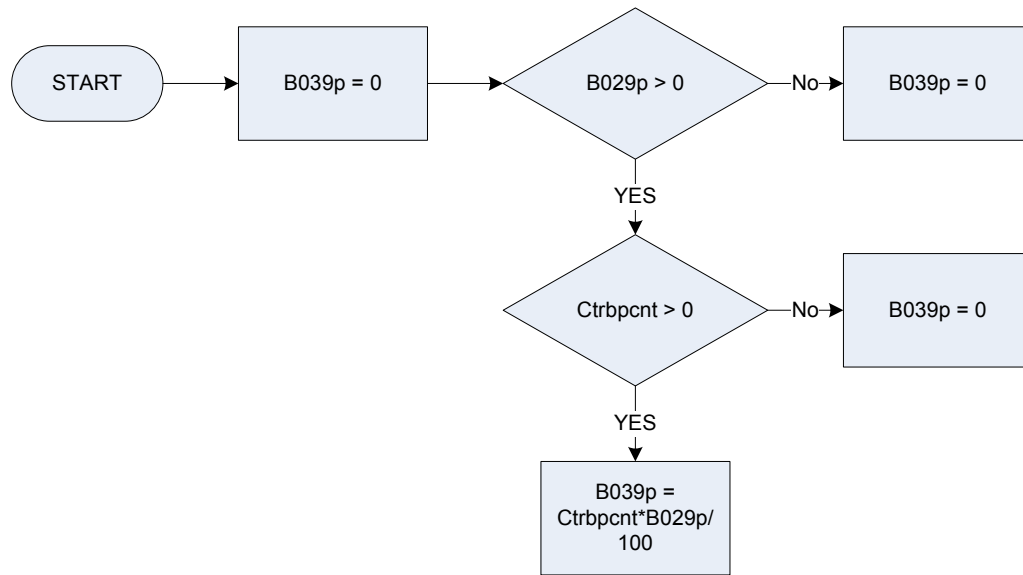 START
B039p = 0
B029p > 0
No
B039p = 0
YES
Ctrbpcnt > 0
No
B039p = 0
YES
B039p =
Ctrbpcnt*B029p/
100